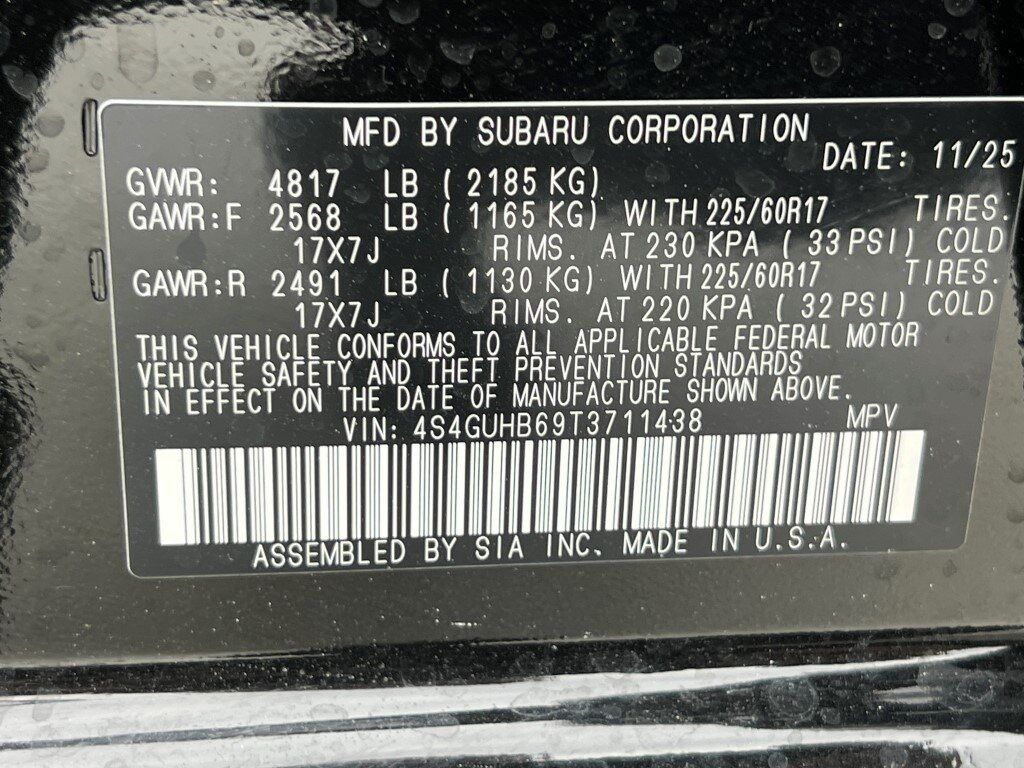 MFD BY SUBARU CORPORATION
DATE: 11/25
GVWR: 4817 LB ( 2185 KG)
GAWR:F 2568 LB ( 1165 KG) WITH 225/60R17 TIRES.
17X7J RIMS. AT 230 KPA ( 33 PSI) COLD
GAWR:R 2491 LB ( 1130 KG) WITH 225/60R17 TIRES.
17X7J RIMS. AT 220 KPA ( 32 PSI) COLD
THIS VEHICLE CONFORMS TO ALL APPLICABLE FEDERAL MOTOR
VEHICLE SAFETY AND THEFT PREVENTION STANDARDS
IN EFFECT ON THE DATE OF MANUFACTURE SHOWN ABOVE.
VIN: 4S4GUHB69T3711438 MPV
ASSEMBLED BY SIA INC. MADE IN U.S.A.